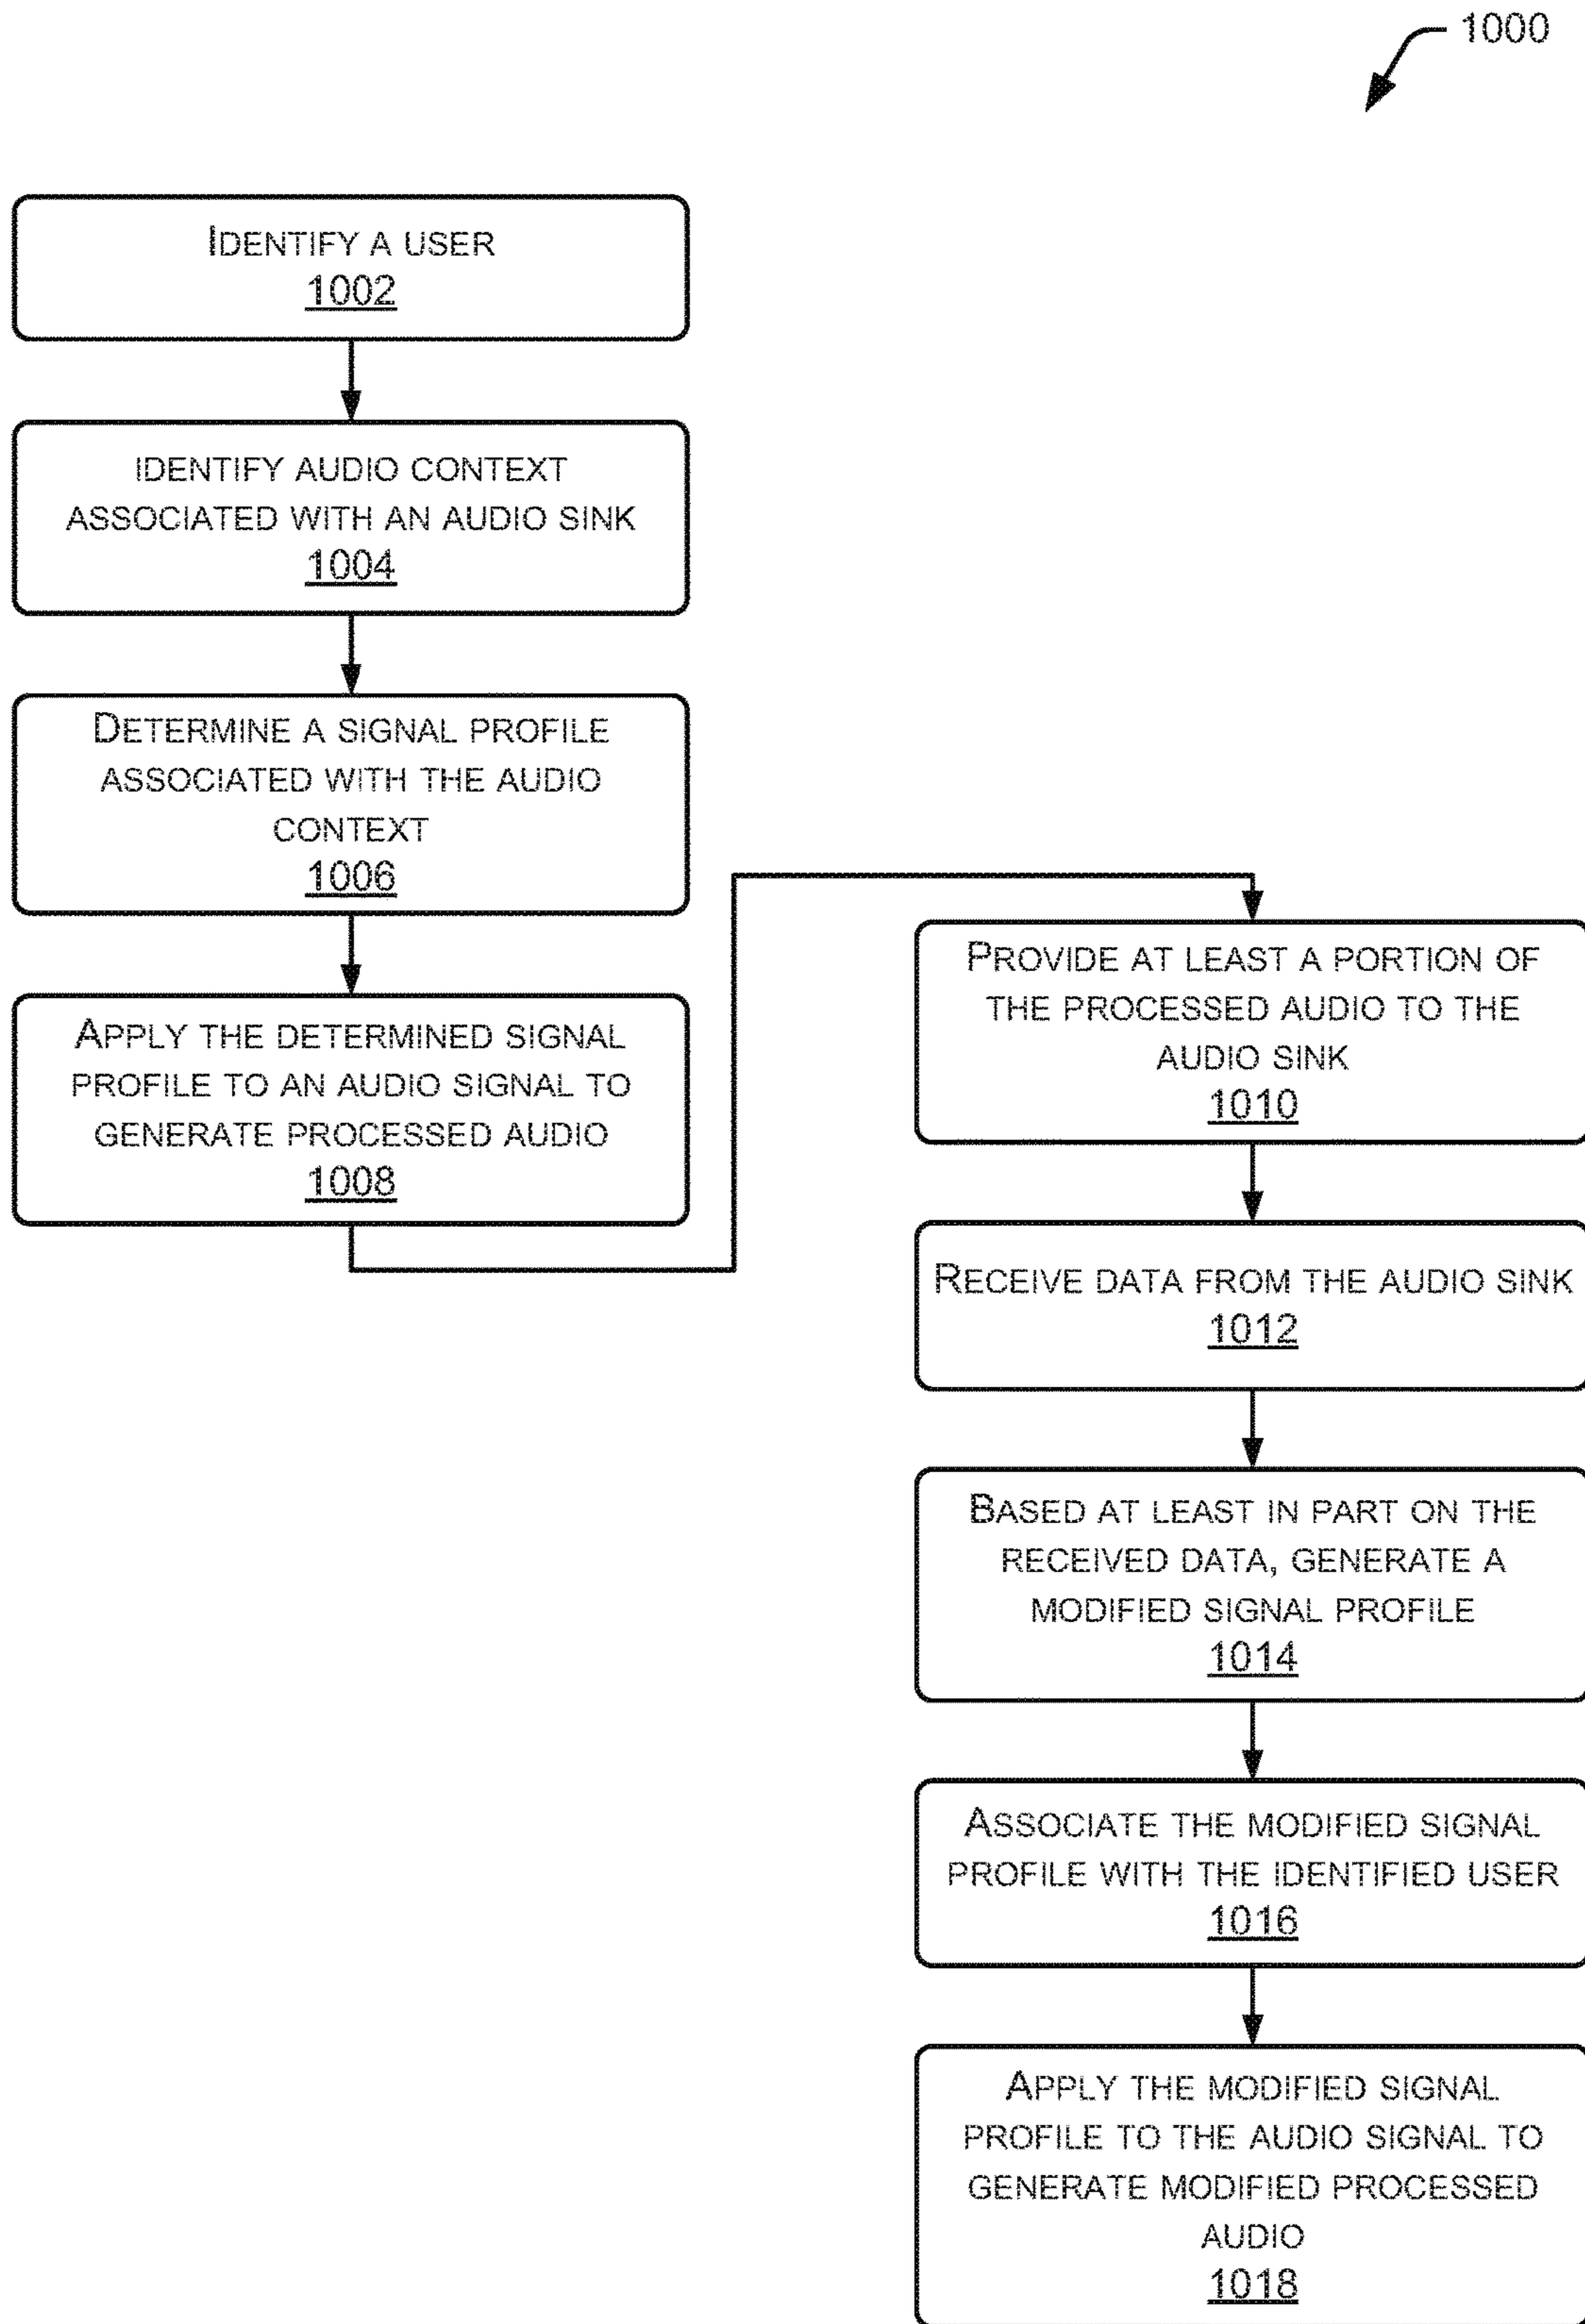 1000
IDENTIFY A USER
1002
IDENTIFY AUDIO CONTEXT
ASSOCIATED WITH AN AUDIO SINK
1004
DETERMINE A SIGNAL PROFILE
ASSOCIATED WITH THE AUDIO
CONTEXT
1006
APPLY THE DETERMINED SIGNAL
PROFILE TO AN AUDIO SIGNAL TO
GENERATE PROCESSED AUDIO
1008
PROVIDE AT LEAST A PORTION OF
THE PROCESSED AUDIO TO THE
AUDIO SINK
1010
RECEIVE DATA FROM THE AUDIO SINK
1012
BASED AT LEAST IN PART ON THE
RECEIVED DATA, GENERATE A
MODIFIED SIGNAL PROFILE
1014
ASSOCIATE THE MODIFIED SIGNAL
PROFILE WITH THE IDENTIFIED USER
1016
APPLY THE MODIFIED SIGNAL
PROFILE TO THE AUDIO SIGNAL TO
GENERATE MODIFIED PROCESSED
AUDIO
1018